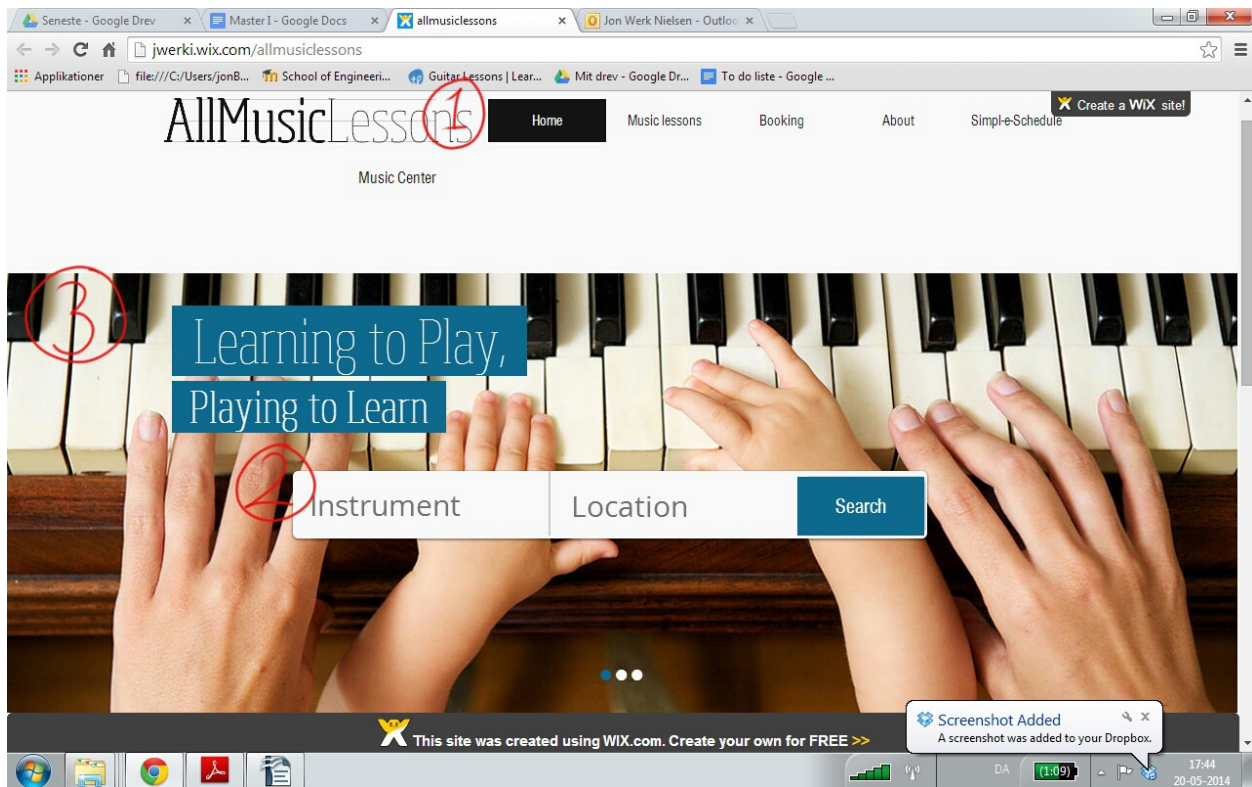 Seneste - Google Drev
Master I - Google Docs
allmusiclessons
Jon Werk Nielsen - Outloo
jwerki.wix.com/allmusiclessons
Applikationer
file:///C:/Users/jonB...
School of Engineeri...
Guitar Lessons | Lear...
Mit drev - Google Dr...
To do liste - Google ...
AllMusicLessons
1
Home
Music lessons
Booking
About
Simpl-e-Schedule
Create a WiX site!
Music Center
3
Learning to Play,
Playing to Learn
2
Instrument
Location
Search
This site was created using WIX.com. Create your own for FREE >>
Screenshot Added
A screenshot was added to your Dropbox.
DA
(1:09)
17:44
20-05-2014